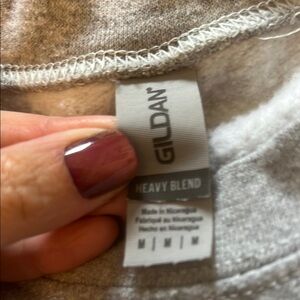 GILDAN®
HEAVY BLEND
Made in Nicaragua
Fabriqué au Nicaragua
Hecho en Nicaragua
M | M | M